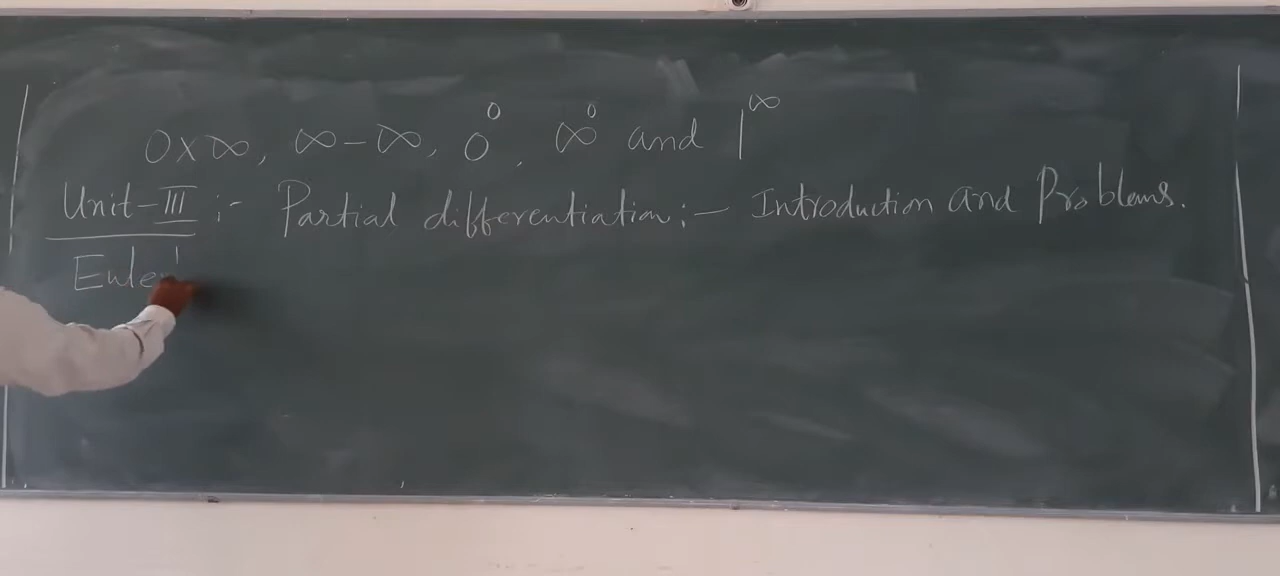 0×∞, ∞-∞, 0⁰, ∞⁰ and 1^∞
Unit-III :- Partial differentiation :- Introduction and Problems.
Euler'